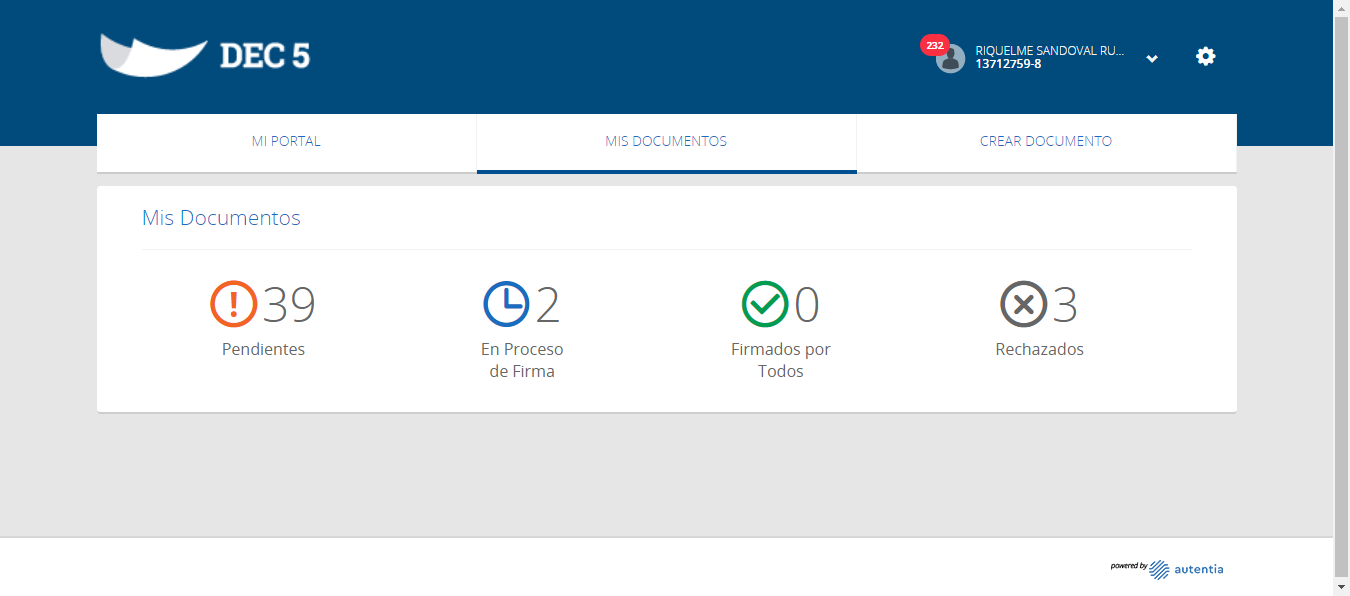 DEC 5
232
RIQUELME SANDOVAL RU...
13712759-8
MI PORTAL
MIS DOCUMENTOS
CREAR DOCUMENTO
Mis Documentos
39
Pendientes
2
En Proceso
de Firma
0
Firmados por
Todos
3
Rechazados
powered by autentia